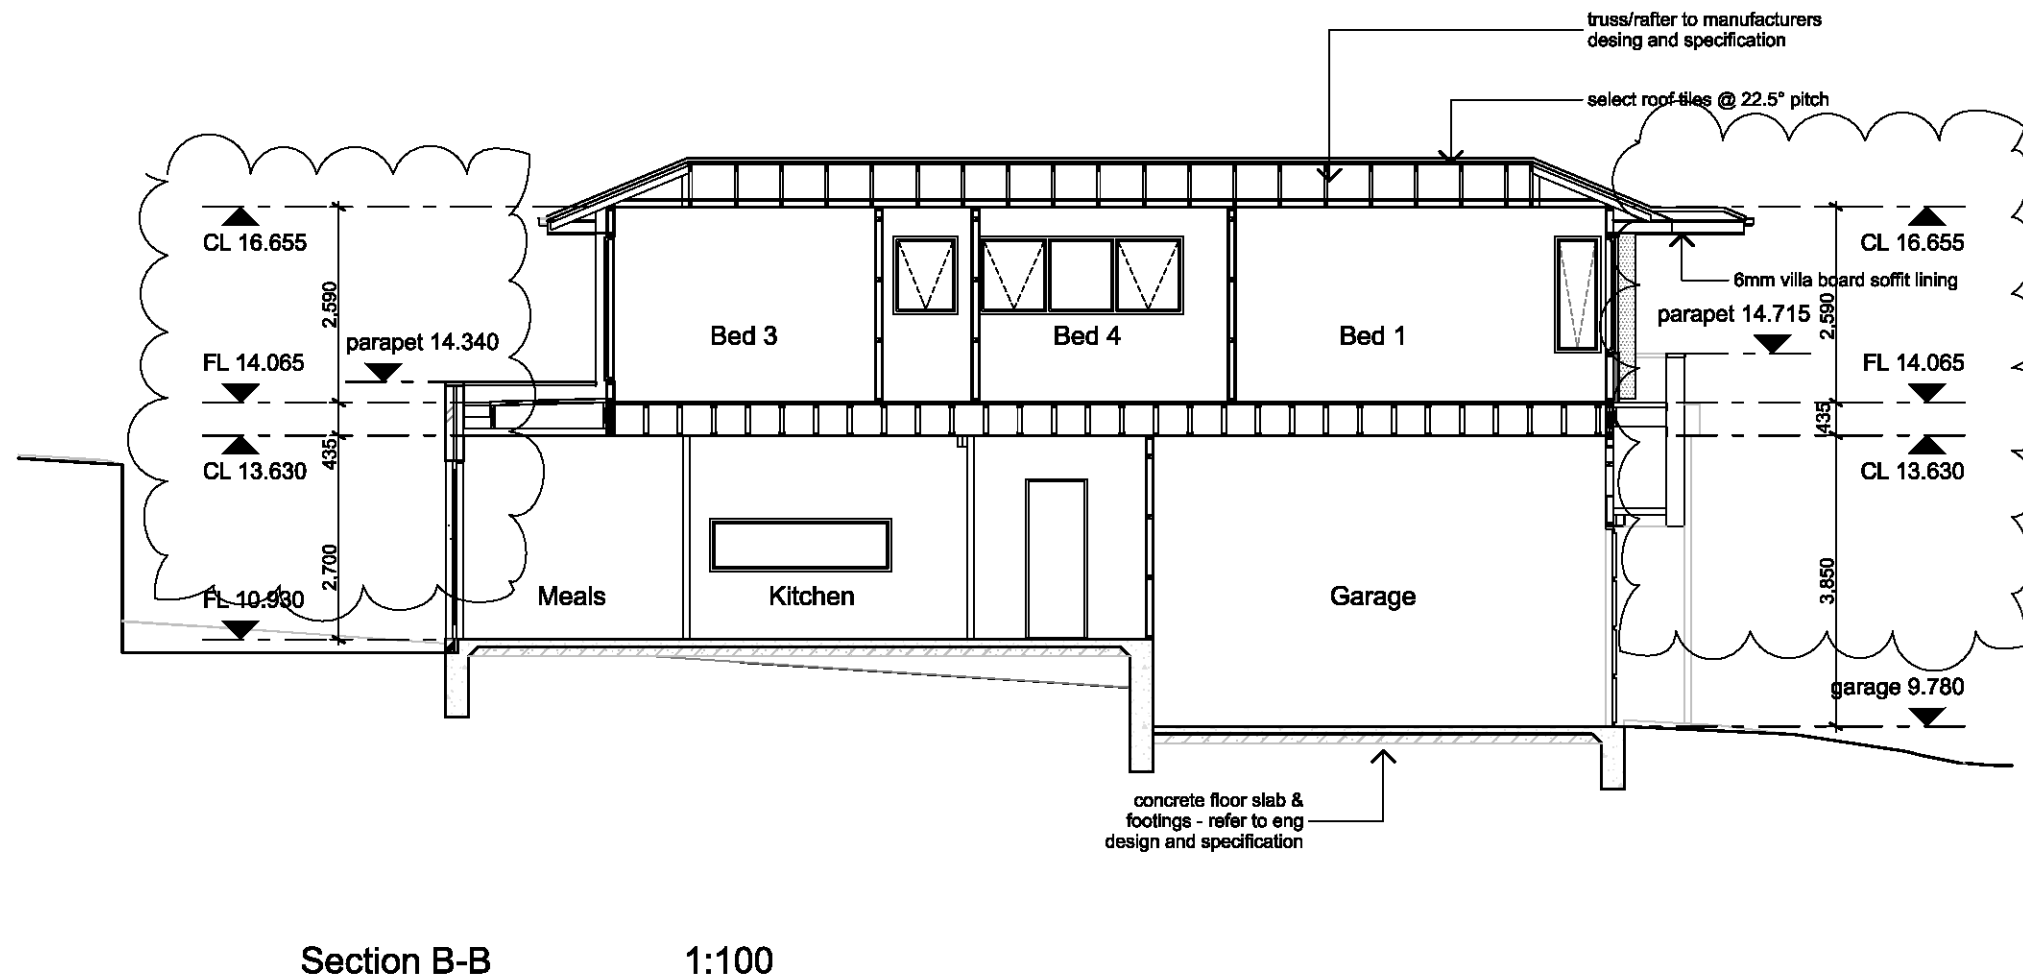 truss/rafter to manufacturers
desing and specification
select roof tiles @ 22.5° pitch
CL 16.655
CL 16.655
6mm villa board soffit lining
2,590
2,590
parapet 14.715
parapet 14.340
Bed 3
Bed 4
Bed 1
FL 14.065
FL 14.065
435
435
CL 13.630
CL 13.630
2,700
3,850
FL 10.930
Meals
Kitchen
Garage
garage 9.780
concrete floor slab &
footings - refer to eng
design and specification
Section B-B
1:100